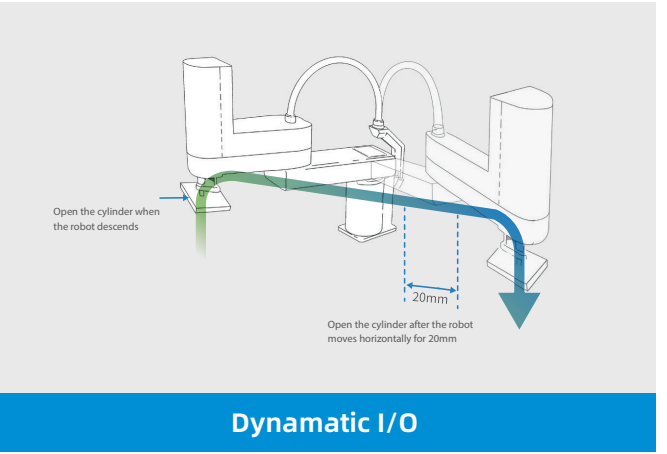 Open the cylinder when
the robot descends
20mm
Open the cylinder after the robot
moves horizontally for 20mm
Dynamatic I/O